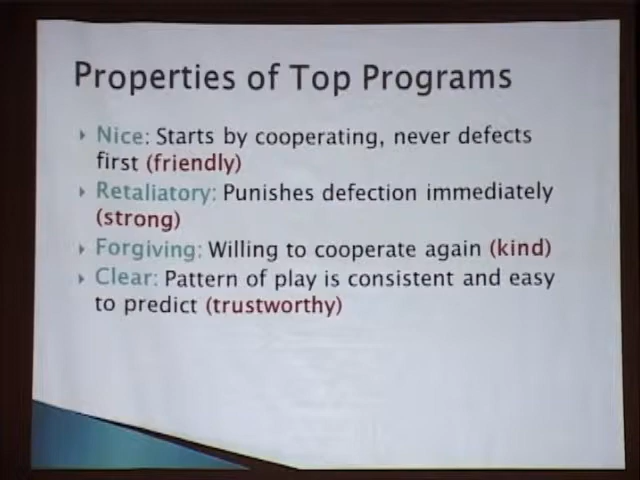 Properties of Top Programs
Nice: Starts by cooperating, never defects
first (friendly)
Retaliatory: Punishes defection immediately
(strong)
Forgiving: Willing to cooperate again (kind)
Clear: Pattern of play is consistent and easy
to predict (trustworthy)